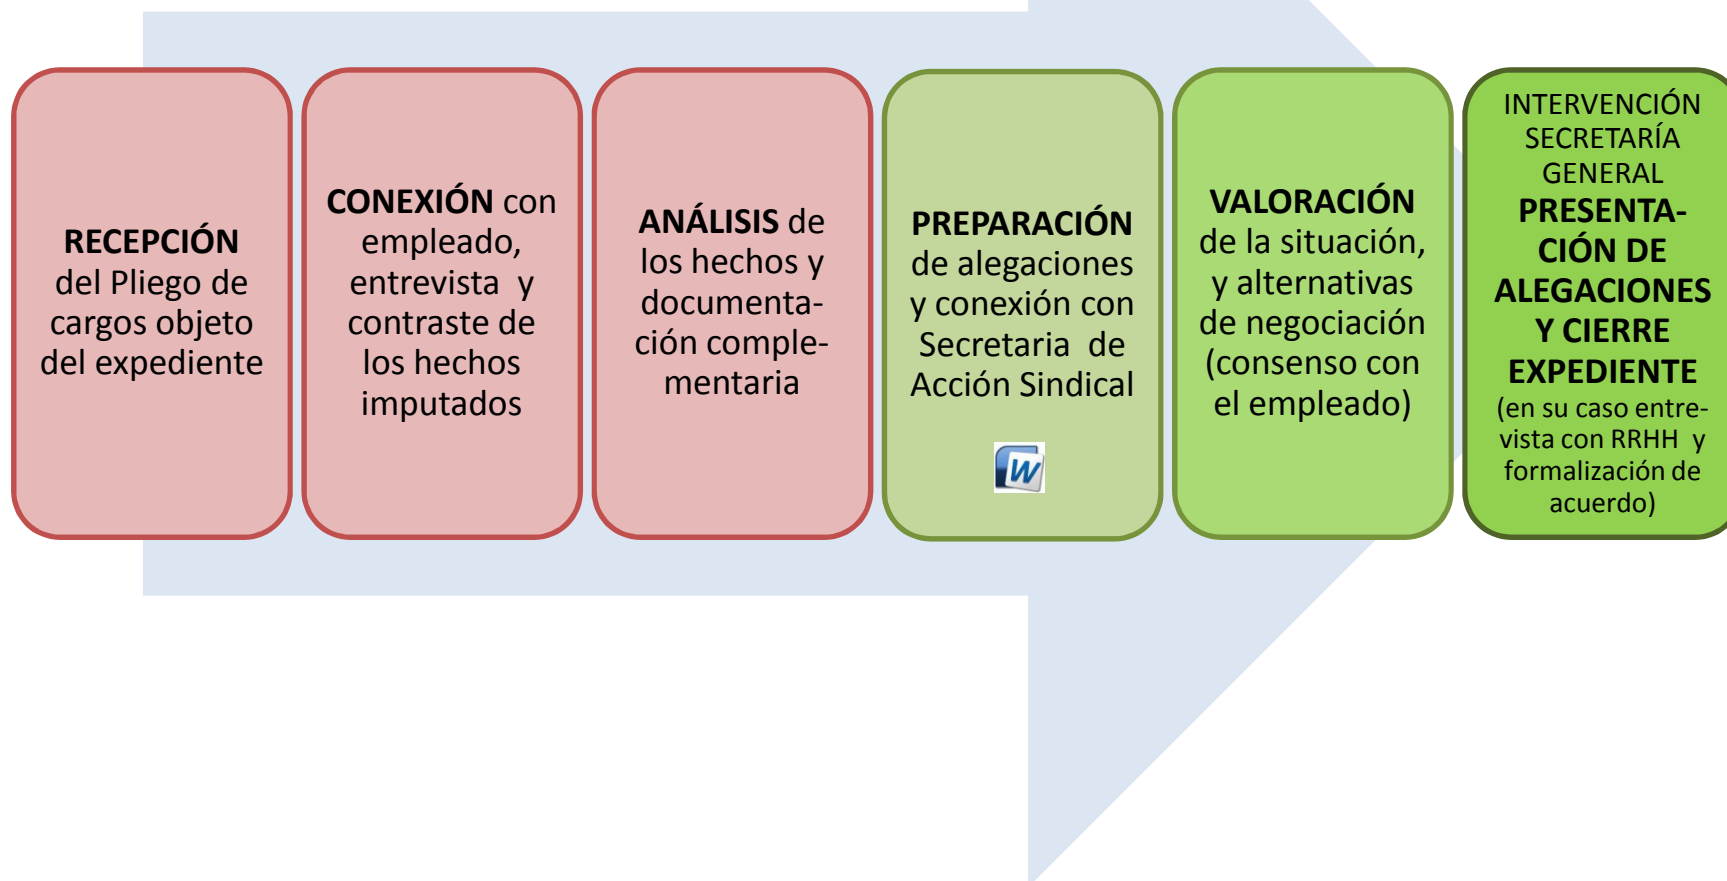 RECEPCIÓN
del Pliego de
cargos objeto
del expediente
CONEXIÓN con
empleado,
entrevista y
contraste de
los hechos
imputados
ANÁLISIS de
los hechos y
documenta-
ción comple-
mentaria
PREPARACIÓN
de alegaciones
y conexión con
Secretaria de
Acción Sindical
W
VALORACIÓN
de la situación,
y alternativas
de negociación
(consenso con
el empleado)
INTERVENCIÓN
SECRETARÍA
GENERAL
PRESENTA-
CIÓN DE
ALEGACIONES
Y CIERRE
EXPEDIENTE
(en su caso entre-
vista con RRHH y
formalización de
acuerdo)